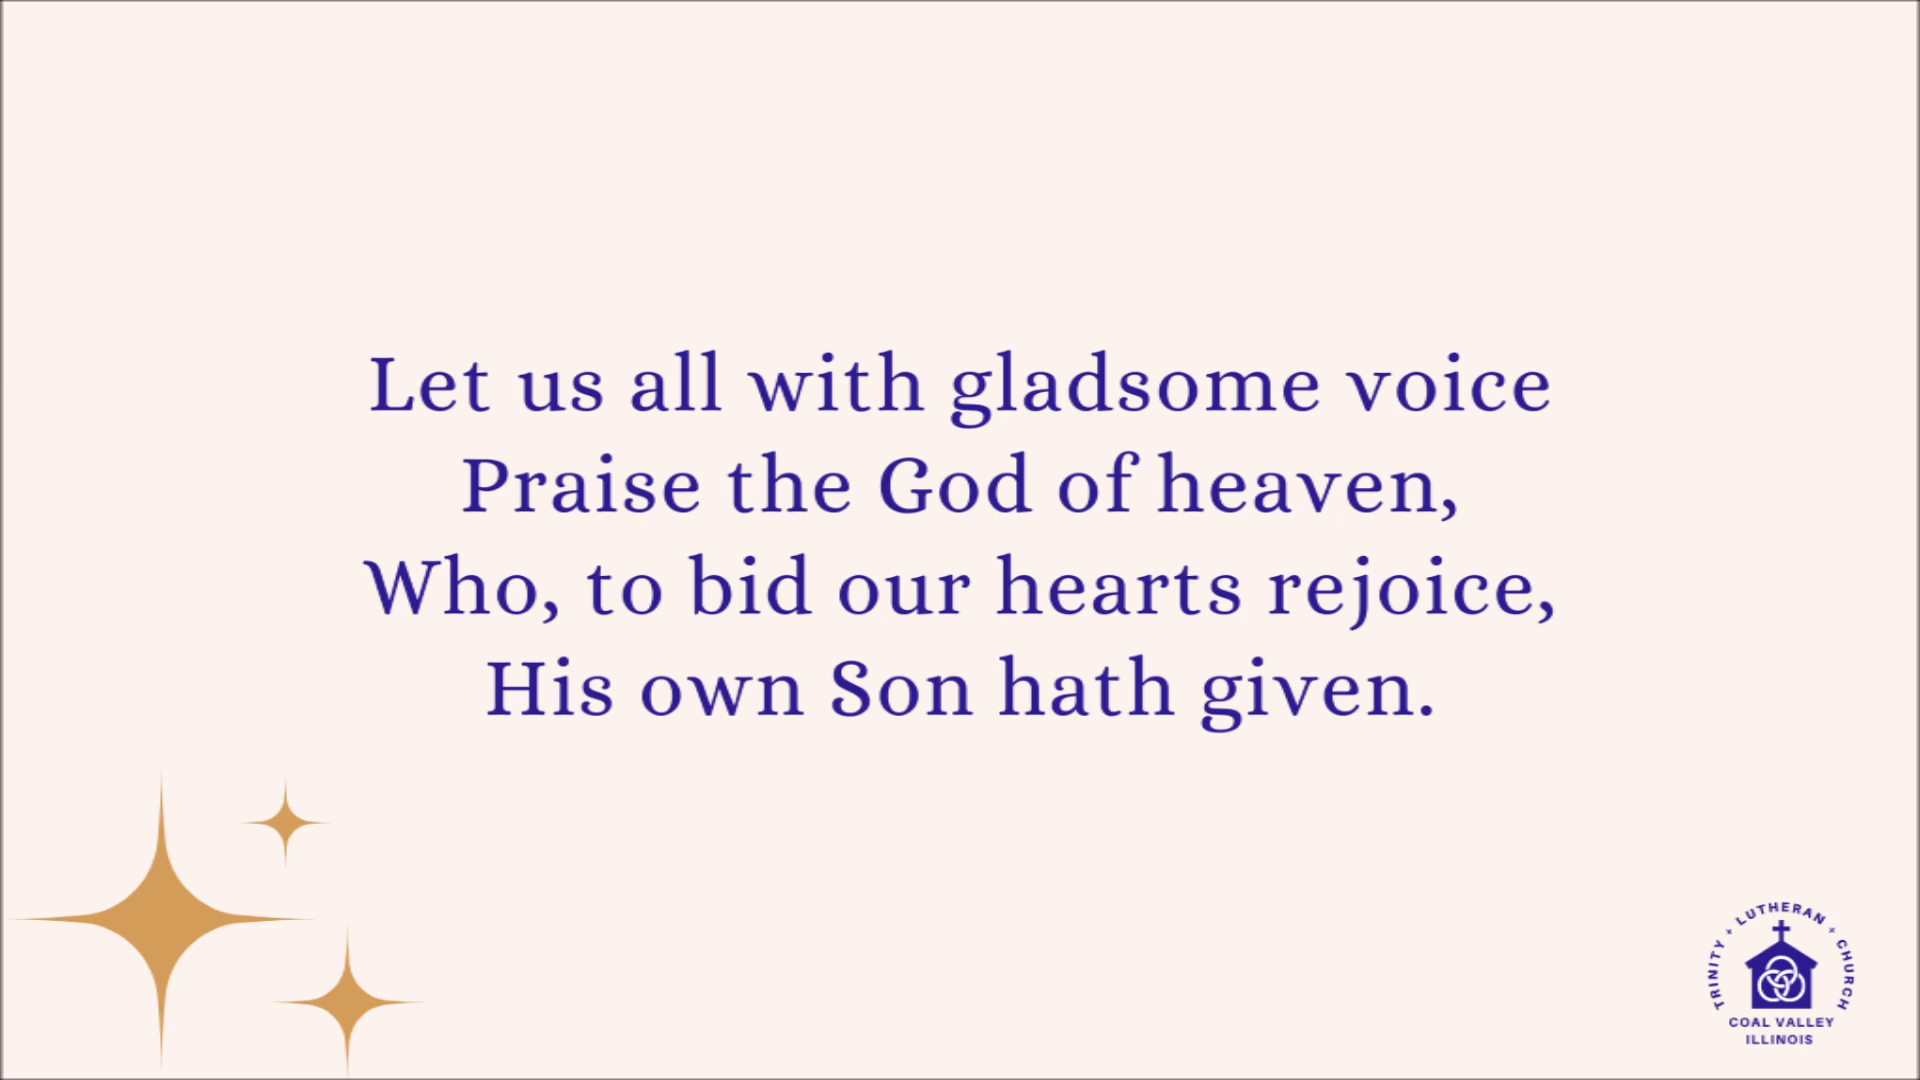 Let us all with gladsome voice
Praise the God of heaven,
Who, to bid our hearts rejoice,
His own Son hath given.
TRINITY + LUTHERAN + CHURCH
COAL VALLEY
ILLINOIS